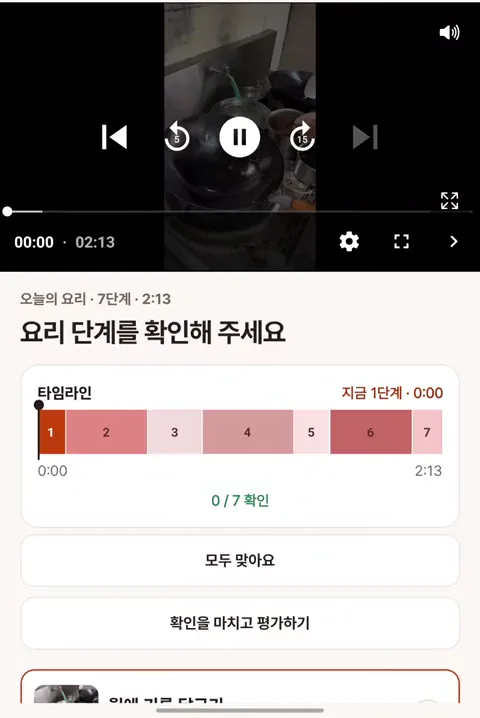 5
15
00:00 · 02:13
오늘의 요리 · 7단계 · 2:13
요리 단계를 확인해 주세요
타임라인
지금 1단계 · 0:00
1 2 3 4 5 6 7
0:00
2:13
0 / 7 확인
모두 맞아요
확인을 마치고 평가하기